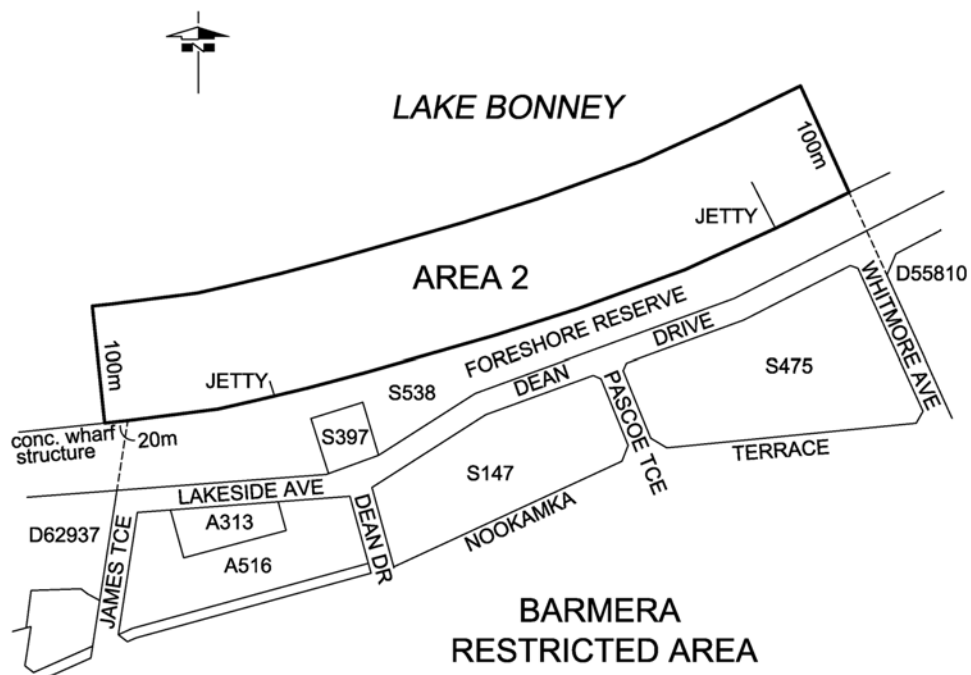 N
LAKE BONNEY
100m
JETTY
AREA 2
WHITMORE AVE
D55810
FORESHORE RESERVE
DRIVE
100m
JETTY
S538
DEAN
S475
PASCOE TCE
conc. wharf
structure
20m
S397
TERRACE
S147
LAKESIDE AVE
NOOKAMKA
D62937
JAMES TCE
A313
DEAN DR
A516
BARMERA
RESTRICTED AREA